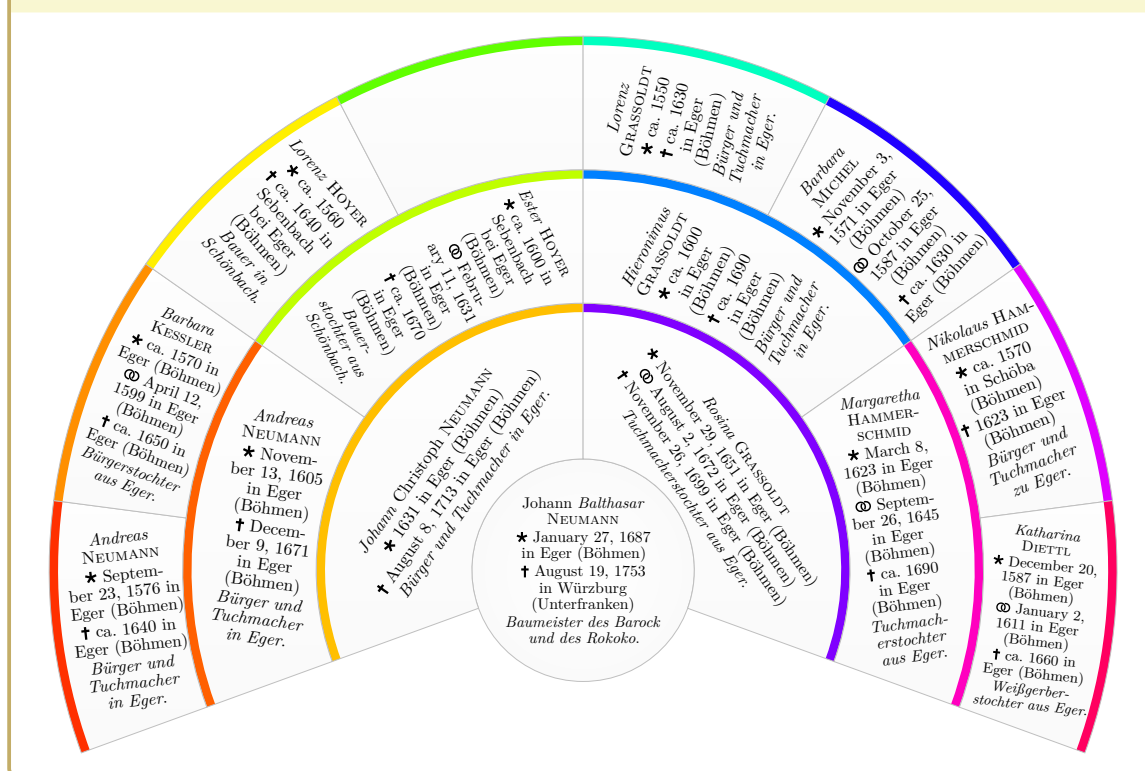 Lorenz
GRASSOLDT
* ca. 1550
† ca. 1630
in Eger
(Böhmen)
Bürger und
Tuchmacher
in Eger.
Lorenz HOYER
* ca. 1560
† ca. 1640 in
Sebenbach
bei Eger
(Böhmen)
Bauer in
Schönbach.
Barbara
MICHEL
* November 3,
1571 in Eger
(Böhmen)
⚭ October 25,
1587 in Eger
(Böhmen)
† ca. 1630 in
Eger (Böhmen)
Barbara
KESSLER
* ca. 1570 in
Eger (Böhmen)
⚭ April 12,
1599 in Eger
(Böhmen)
† ca. 1650 in
Eger (Böhmen)
Bürgerstochter
aus Eger.
Nikolaus HAM-
MERSCHMID
* ca. 1570
in Schöba
(Böhmen)
† 1623 in Eger
(Böhmen)
Bürger und
Tuchmacher
zu Eger.
Andreas
NEUMANN
* Septem-
ber 23, 1576 in
Eger (Böhmen)
† ca. 1640 in
Eger (Böhmen)
Bürger und
Tuchmacher
in Eger.
Katharina
DIETTL
* December 20,
1587 in Eger
(Böhmen)
⚭ January 2,
1611 in Eger
(Böhmen)
† ca. 1660 in
Eger (Böhmen)
Weißgerber-
stochter aus Eger.
Ester HOYER
* ca. 1600 in
Sebenbach
bei Eger
(Böhmen)
⚭ Febru-
ary 11, 1631
in Eger
(Böhmen)
† ca. 1670
in Eger
(Böhmen)
Bauer-
stochter aus
Schönbach.
Hieronimus
GRASSOLDT
* ca. 1600
in Eger
(Böhmen)
† ca. 1690
in Eger
(Böhmen)
Bürger und
Tuchmacher
in Eger.
Andreas
NEUMANN
* Novem-
ber 13, 1605
in Eger
(Böhmen)
† Decem-
ber 9, 1671
in Eger
(Böhmen)
Bürger und
Tuchmacher
in Eger.
Margaretha
HAMMER-
SCHMID
* March 8,
1623 in Eger
(Böhmen)
⚭ Septem-
ber 26, 1645
in Eger
(Böhmen)
† ca. 1690
in Eger
(Böhmen)
Tuchmach-
erstochter
aus Eger.
Johann Christoph NEUMANN
* 1631 in Eger (Böhmen)
† August 8, 1713 in Eger (Böhmen)
Bürger und Tuchmacher in Eger.
Rosina GRASSOLDT
* November 29, 1651 in Eger (Böhmen)
⚭ August 2, 1672 in Eger (Böhmen)
† November 26, 1699 in Eger (Böhmen)
Tuchmacherstochter aus Eger.
Johann Balthasar
NEUMANN
* January 27, 1687
in Eger (Böhmen)
† August 19, 1753
in Würzburg
(Unterfranken)
Baumeister des Barock
und des Rokoko.